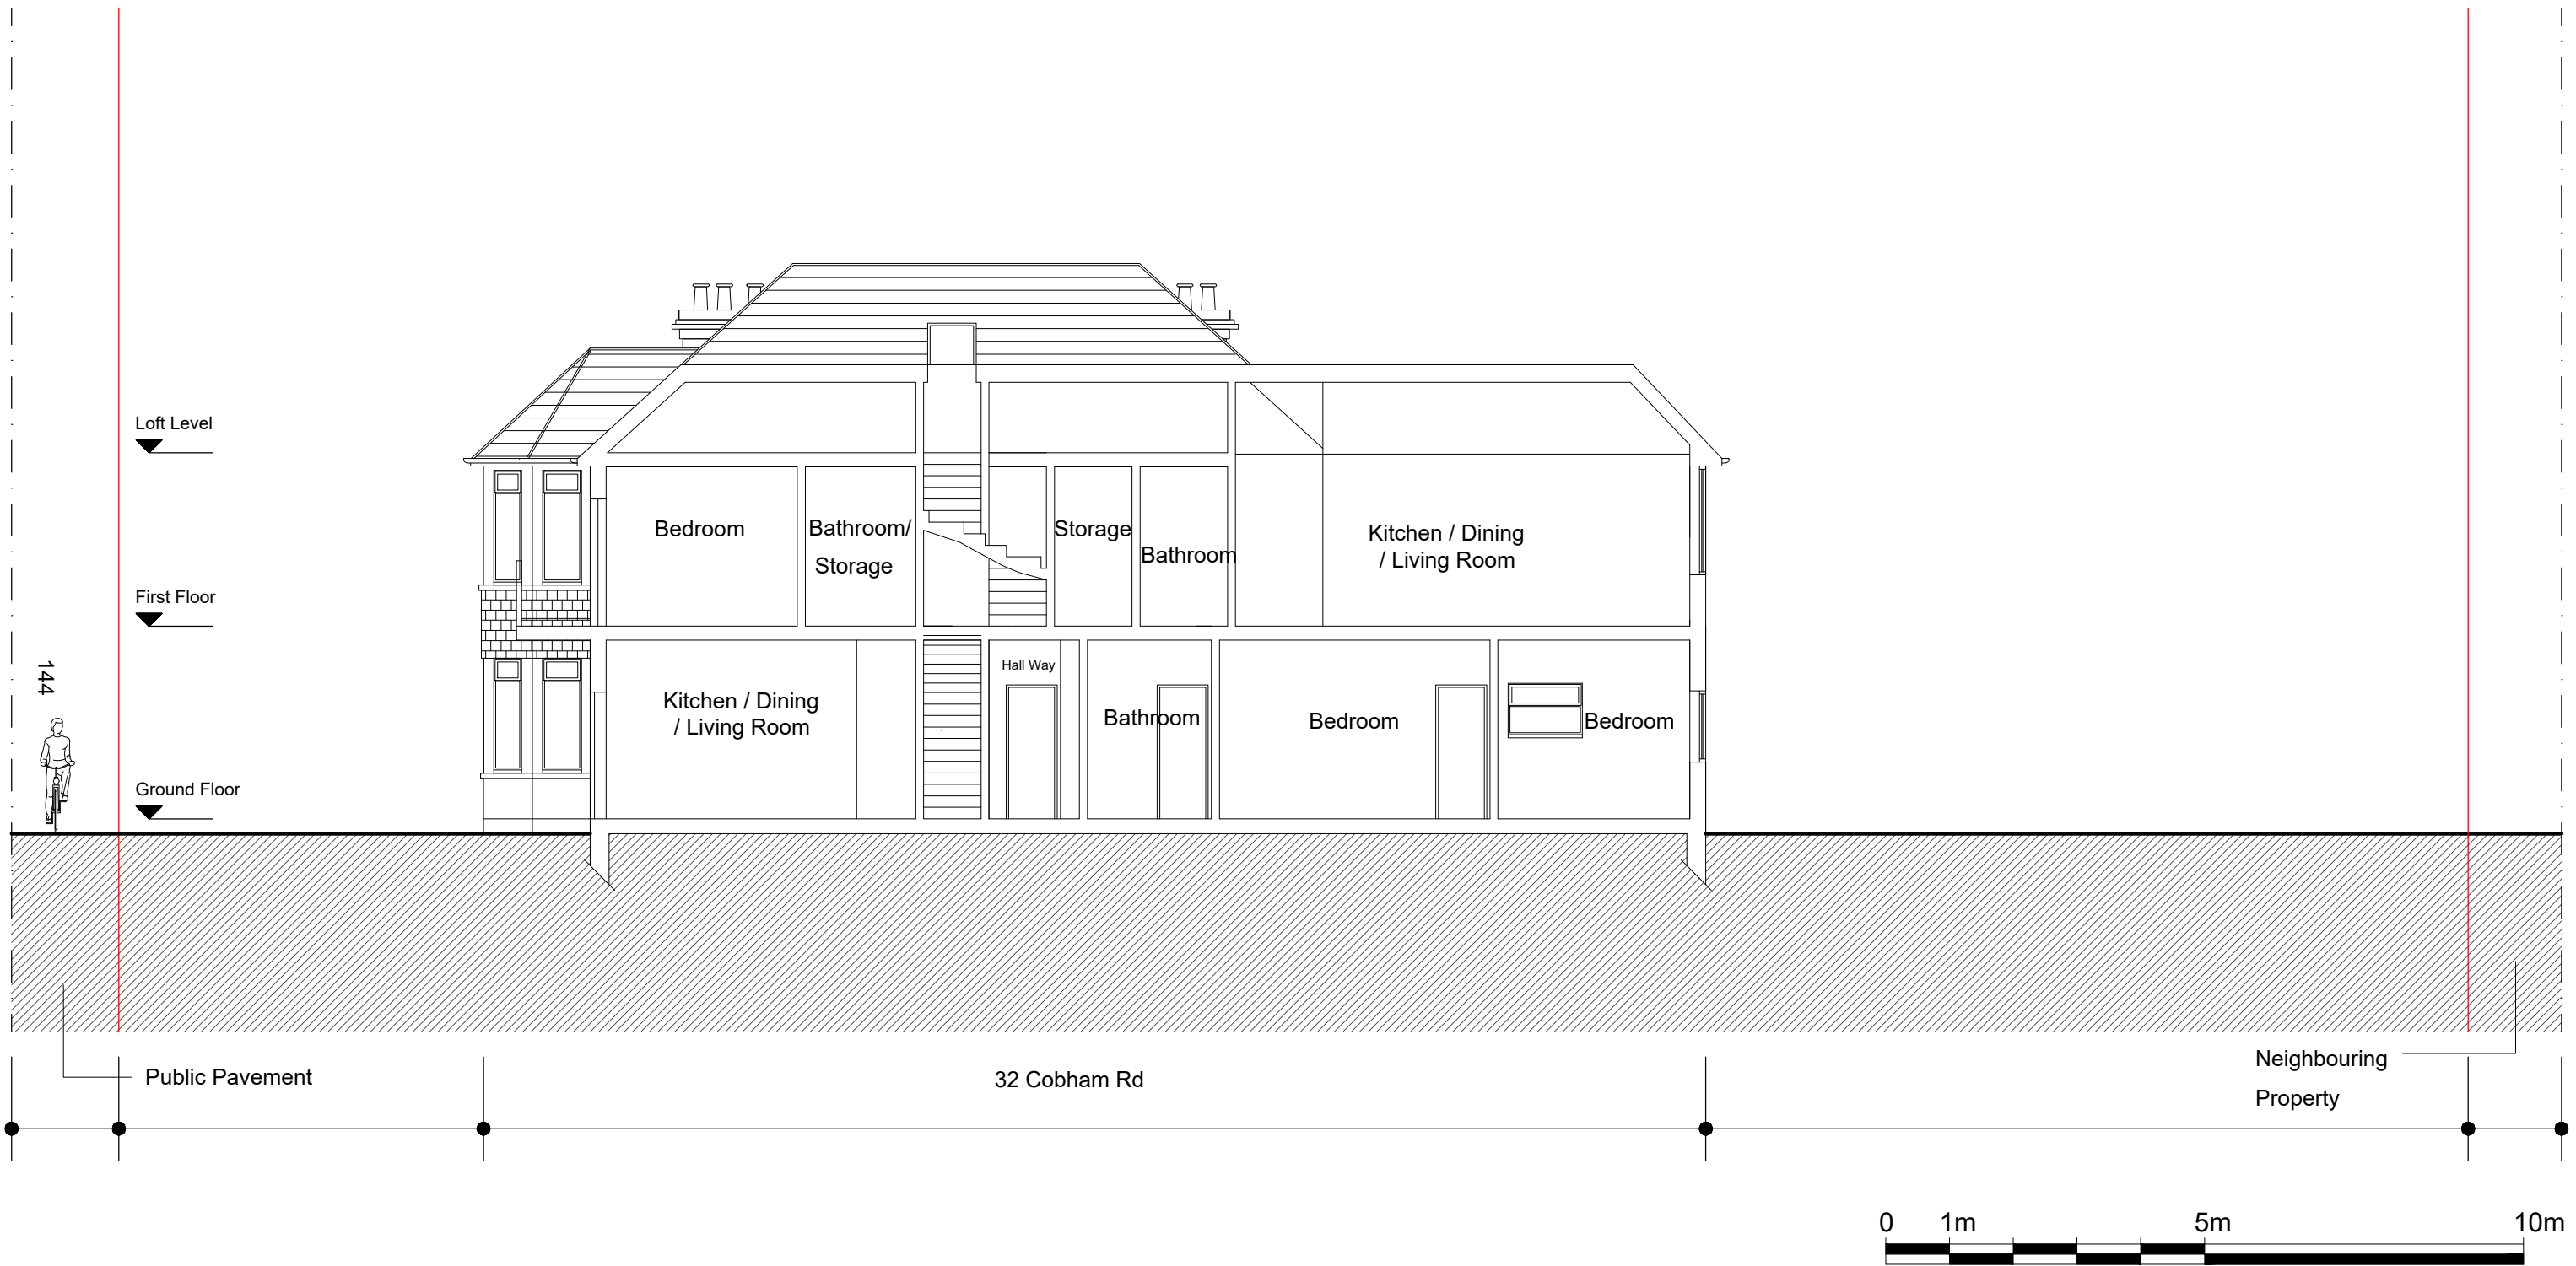 Loft Level
Bedroom
Bathroom/
Storage
Storage
Bathroom
Kitchen / Dining
/ Living Room
First Floor
144
Hall Way
Kitchen / Dining
/ Living Room
Bathroom
Bedroom
Bedroom
Ground Floor
Public Pavement
32 Cobham Rd
Neighbouring
Property
0 1m 5m 10m